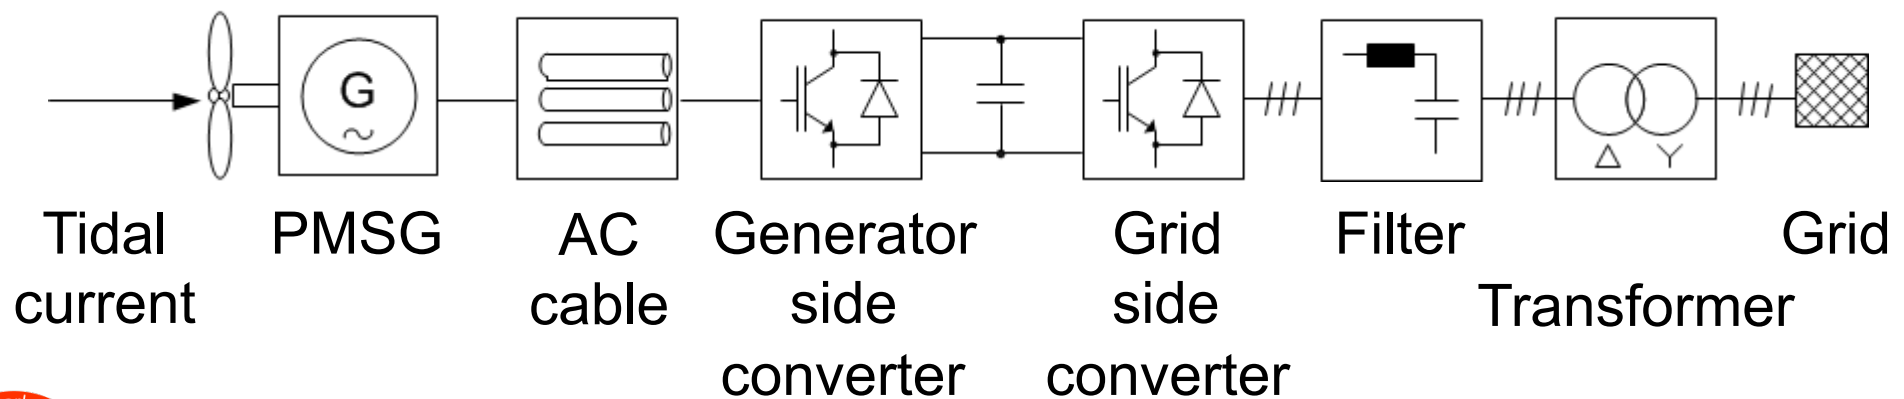 G
Tidal
current
PMSG
AC
cable
Generator
side
converter
Grid
side
converter
Filter
Transformer
Grid